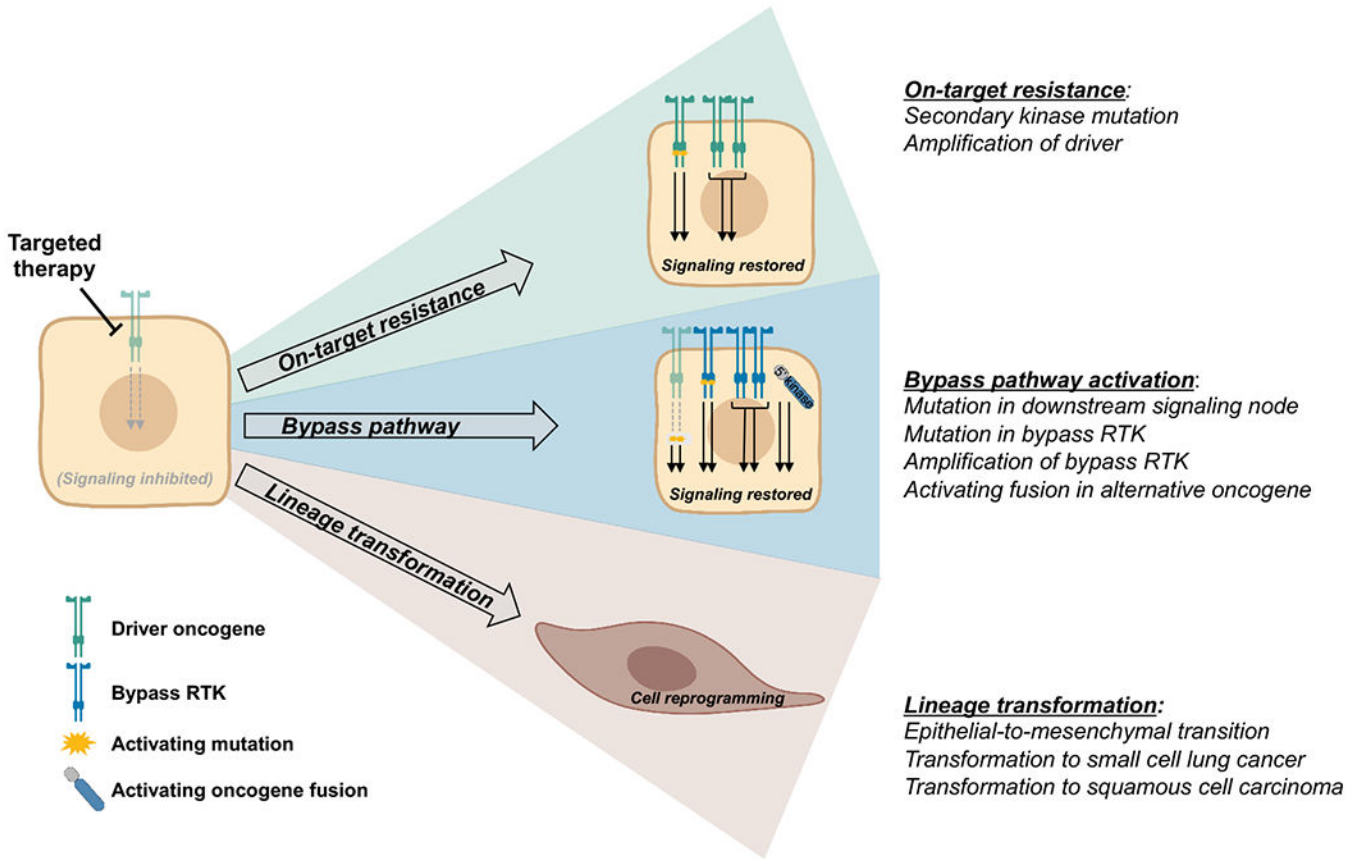 Targeted
therapy
(Signaling inhibited)
On-target resistance
Bypass pathway
Lineage transformation
Signaling restored
5' kinase
Signaling restored
Cell reprogramming
On-target resistance:
Secondary kinase mutation
Amplification of driver
Bypass pathway activation:
Mutation in downstream signaling node
Mutation in bypass RTK
Amplification of bypass RTK
Activating fusion in alternative oncogene
Lineage transformation:
Epithelial-to-mesenchymal transition
Transformation to small cell lung cancer
Transformation to squamous cell carcinoma
Driver oncogene
Bypass RTK
Activating mutation
Activating oncogene fusion